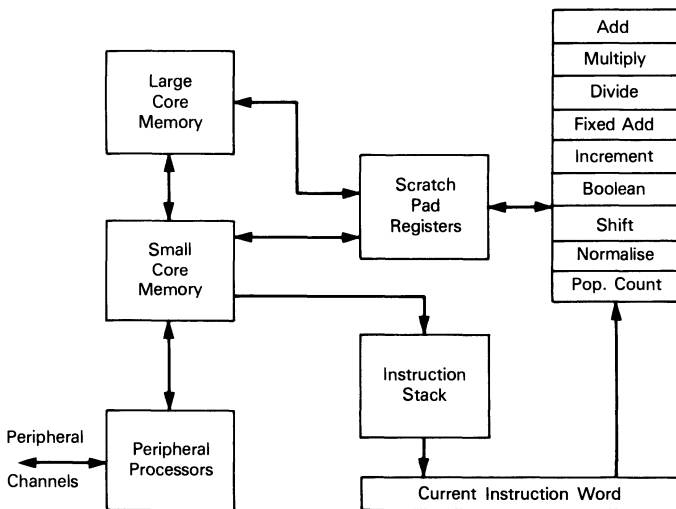 Large
Core
Memory
Small
Core
Memory
Peripheral
Channels
Peripheral
Processors
Scratch
Pad
Registers
Instruction
Stack
Current Instruction Word
Add
Multiply
Divide
Fixed Add
Increment
Boolean
Shift
Normalise
Pop. Count